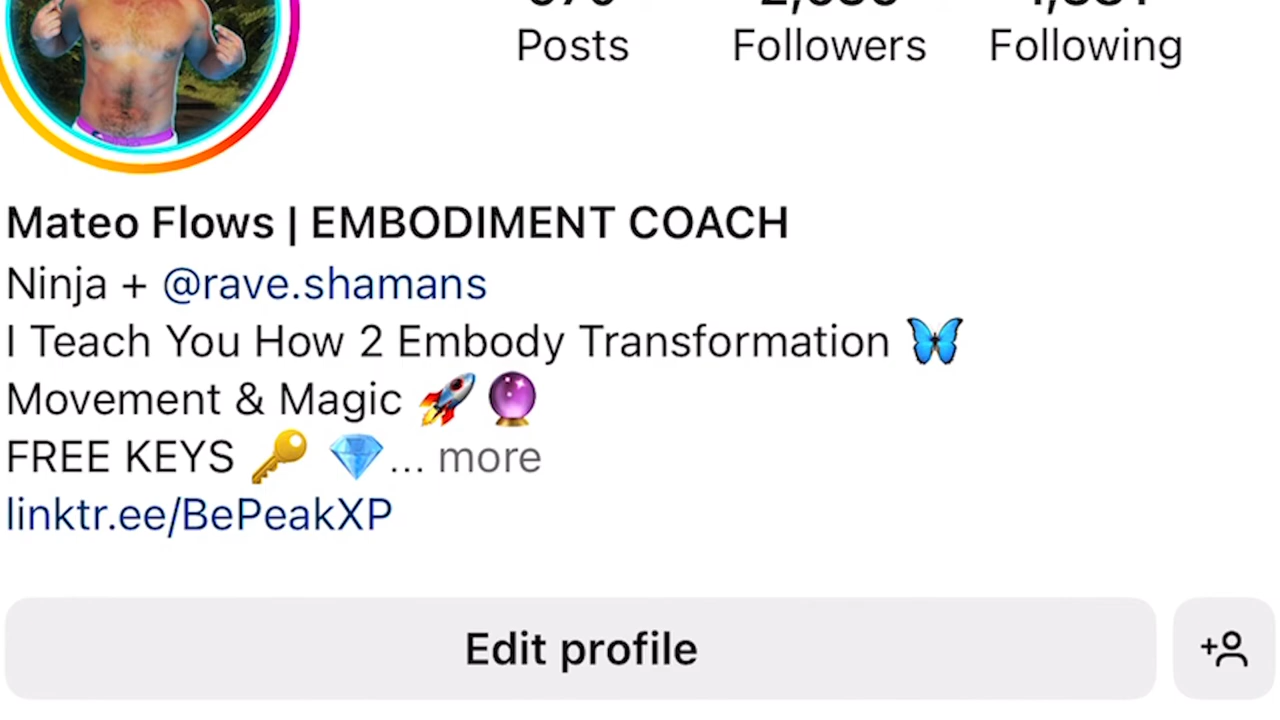 Posts Followers Following
Mateo Flows | EMBODIMENT COACH
Ninja + @rave.shamans
I Teach You How 2 Embody Transformation 🦋
Movement & Magic 🚀🔮
FREE KEYS 🔑 💎... more
linktr.ee/BePeakXP
Edit profile